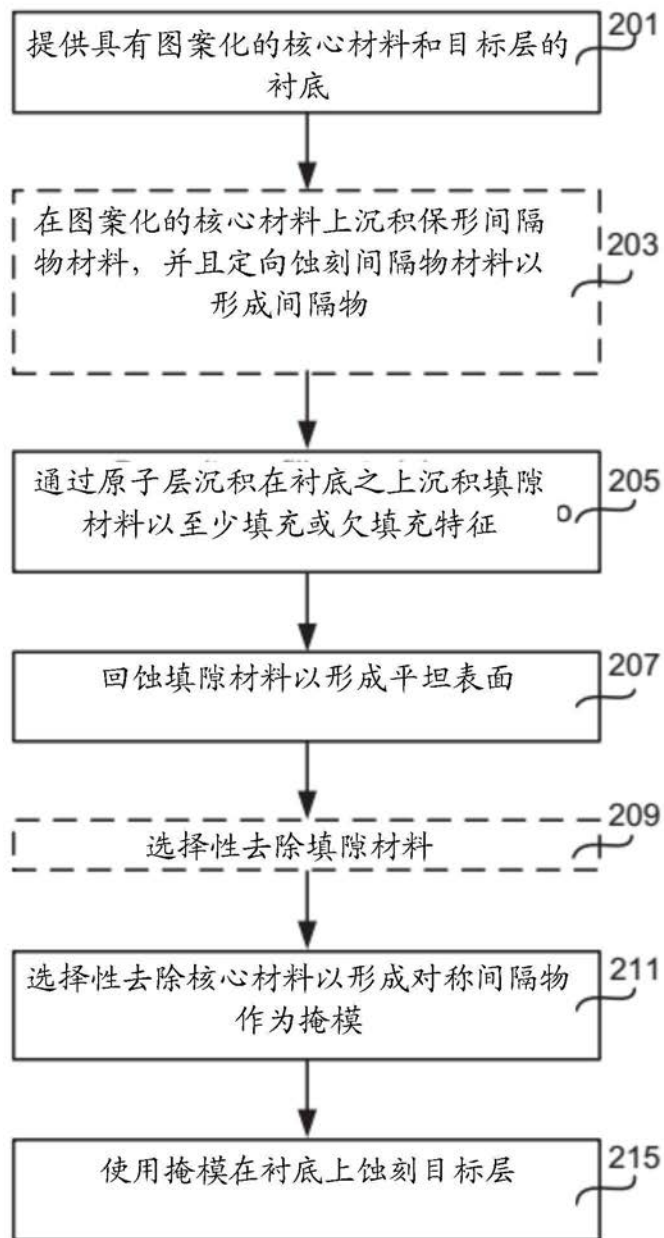 201
提供具有图案化的核心材料和目标层的
衬底
在图案化的核心材料上沉积保形间隔
物材料，并且定向蚀刻间隔物材料以
形成间隔物
203
205
通过原子层沉积在衬底之上沉积填隙
材料以至少填充或欠填充特征
207
回蚀填隙材料以形成平坦表面
209
选择性去除填隙材料
211
选择性去除核心材料以形成对称间隔物
作为掩模
215
使用掩模在衬底上蚀刻目标层